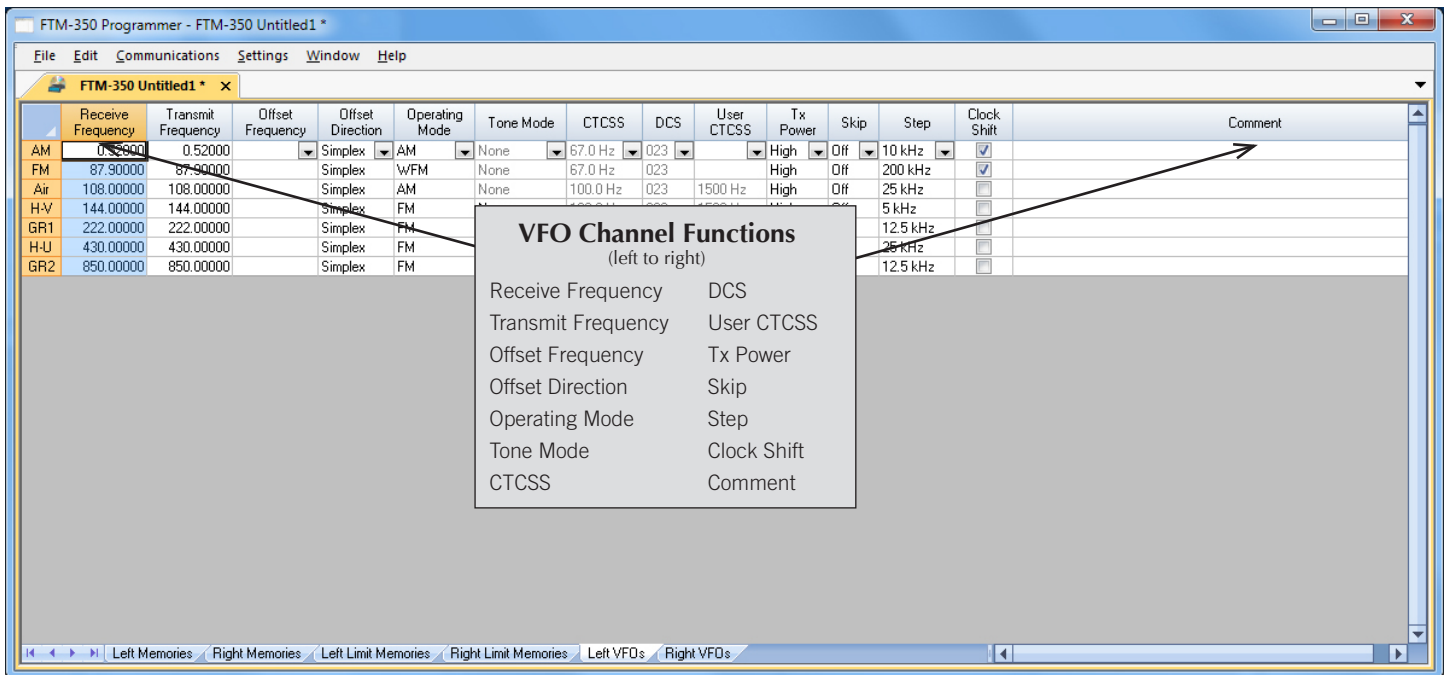 FTM-350 Programmer - FTM-350 Untitled1 *
File Edit Communications Settings Window Help
FTM-350 Untitled1 * x
Receive Frequency Transmit Frequency Offset Frequency Offset Direction Operating Mode Tone Mode CTCSS DCS User CTCSS Tx Power Skip Step Clock Shift Comment
AM 0.52000 0.52000 Simplex AM None 67.0 Hz 023 High Off 10 kHz
FM 87.90000 87.90000 Simplex WFM None 67.0 Hz 023 High Off 200 kHz
Air 108.00000 108.00000 Simplex AM None 100.0 Hz 023 1500 Hz High Off 25 kHz
H-V 144.00000 144.00000 Simplex FM 5 kHz
GR1 222.00000 222.00000 Simplex FM 12.5 kHz
H-U 430.00000 430.00000 Simplex FM 25 kHz
GR2 850.00000 850.00000 Simplex FM 12.5 kHz
VFO Channel Functions
(left to right)
Receive Frequency DCS
Transmit Frequency User CTCSS
Offset Frequency Tx Power
Offset Direction Skip
Operating Mode Step
Tone Mode Clock Shift
CTCSS Comment
Left Memories Right Memories Left Limit Memories Right Limit Memories Left VFOs Right VFOs